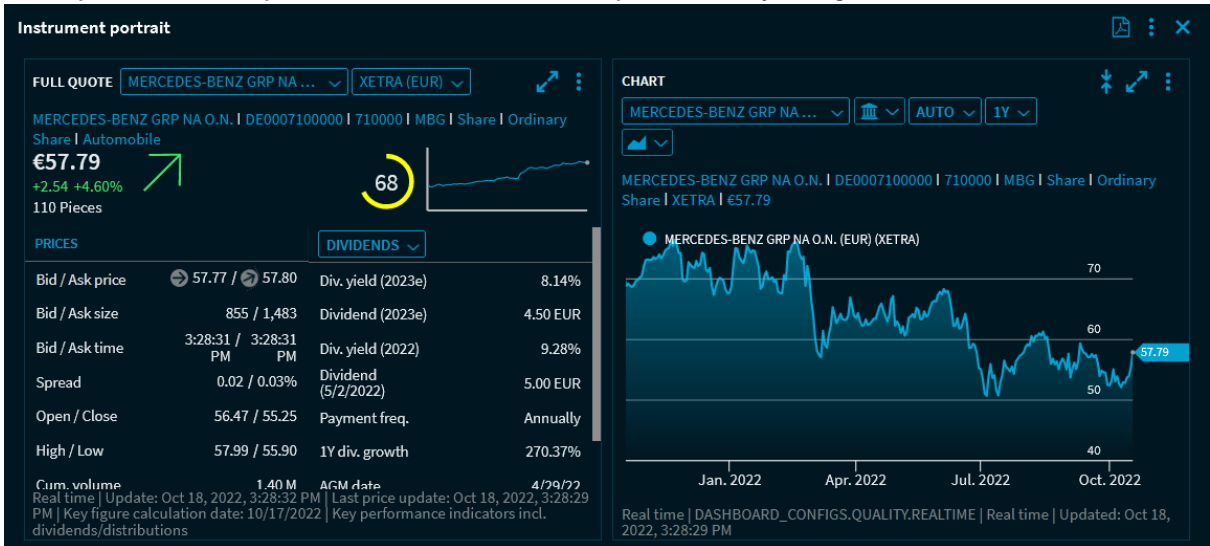 Instrument portrait
FULL QUOTE MERCEDES-BENZ GRP NA ... XETRA (EUR)
MERCEDES-BENZ GRP NA O.N. I DE0007100000 I 710000 I MBG I Share I Ordinary
Share I Automobile
€57.79
+2.54 +4.60%
110 Pieces
68
PRICES
Bid / Ask price 57.77 / 57.80
Bid / Ask size 855 / 1,483
Bid / Ask time 3:28:31 / 3:28:31
PM PM
Spread 0.02 / 0.03%
Open / Close 56.47 / 55.25
High / Low 57.99 / 55.90
Cum. volume 1.40 M
DIVIDENDS
Div. yield (2023e) 8.14%
Dividend (2023e) 4.50 EUR
Div. yield (2022) 9.28%
Dividend
(5/2/2022) 5.00 EUR
Payment freq. Annually
1Y div. growth 270.37%
AGM date 4/29/22
Real time | Update: Oct 18, 2022, 3:28:32 PM | Last price update: Oct 18, 2022, 3:28:29
PM | Key figure calculation date: 10/17/2022 | Key performance indicators incl.
dividends/distributions
CHART
MERCEDES-BENZ GRP NA ... AUTO 1Y
MERCEDES-BENZ GRP NA O.N. I DE0007100000 I 710000 I MBG I Share I Ordinary
Share I XETRA I €57.79
MERCEDES-BENZ GRP NA O.N. (EUR) (XETRA)
70
60
57.79
50
40
Jan. 2022 Apr. 2022 Jul. 2022 Oct. 2022
Real time | DASHBOARD_CONFIGS.QUALITY.REALTIME | Real time | Updated: Oct 18,
2022, 3:28:29 PM